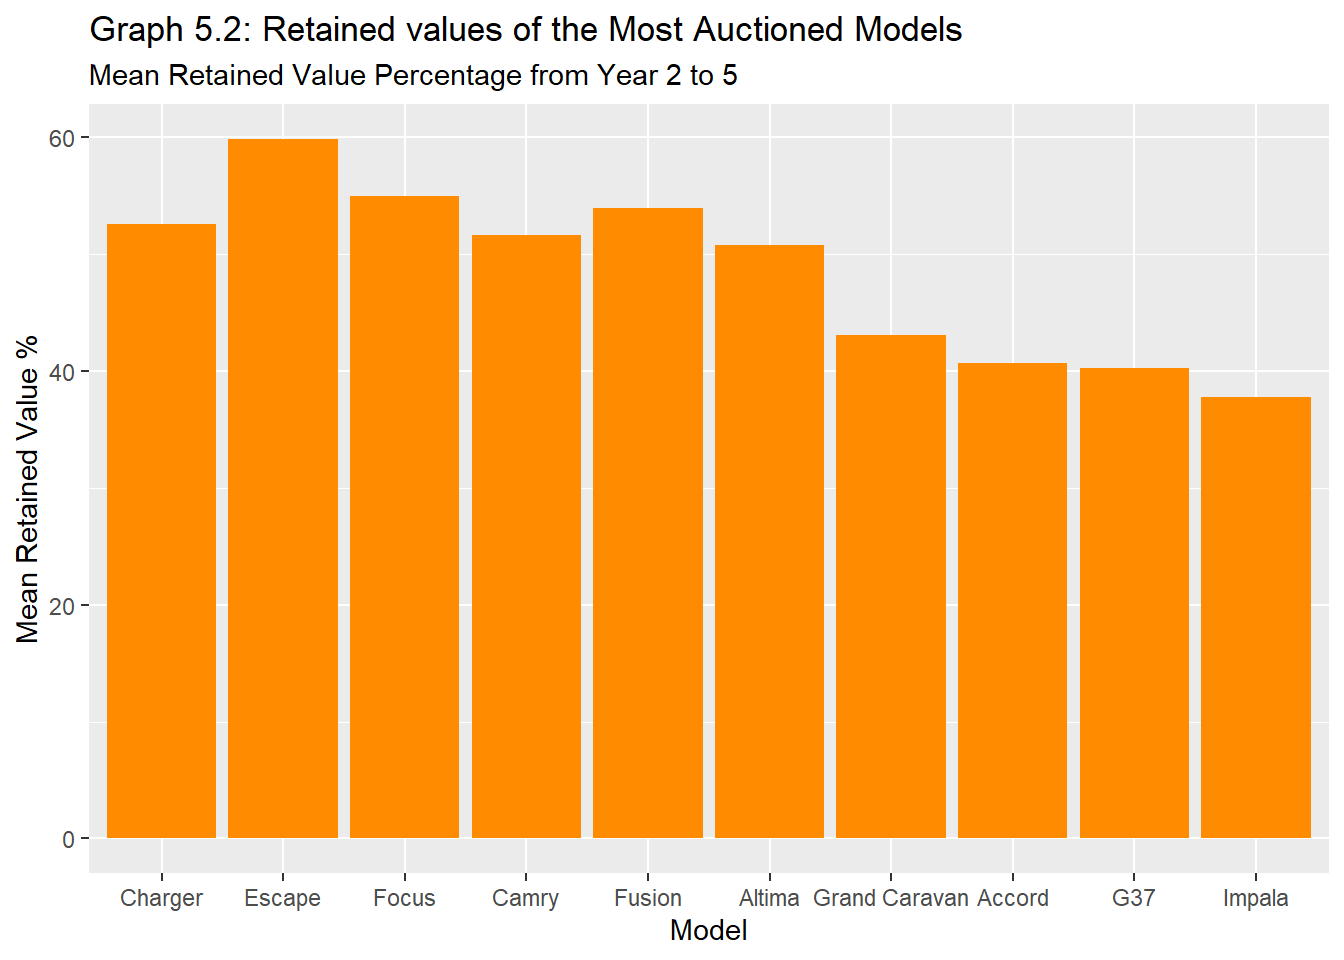 Graph 5.2: Retained values of the Most Auctioned Models
Mean Retained Value Percentage from Year 2 to 5
Mean Retained Value %
60
40
20
0
Charger Escape Focus Camry Fusion Altima Grand Caravan Accord G37 Impala
Model